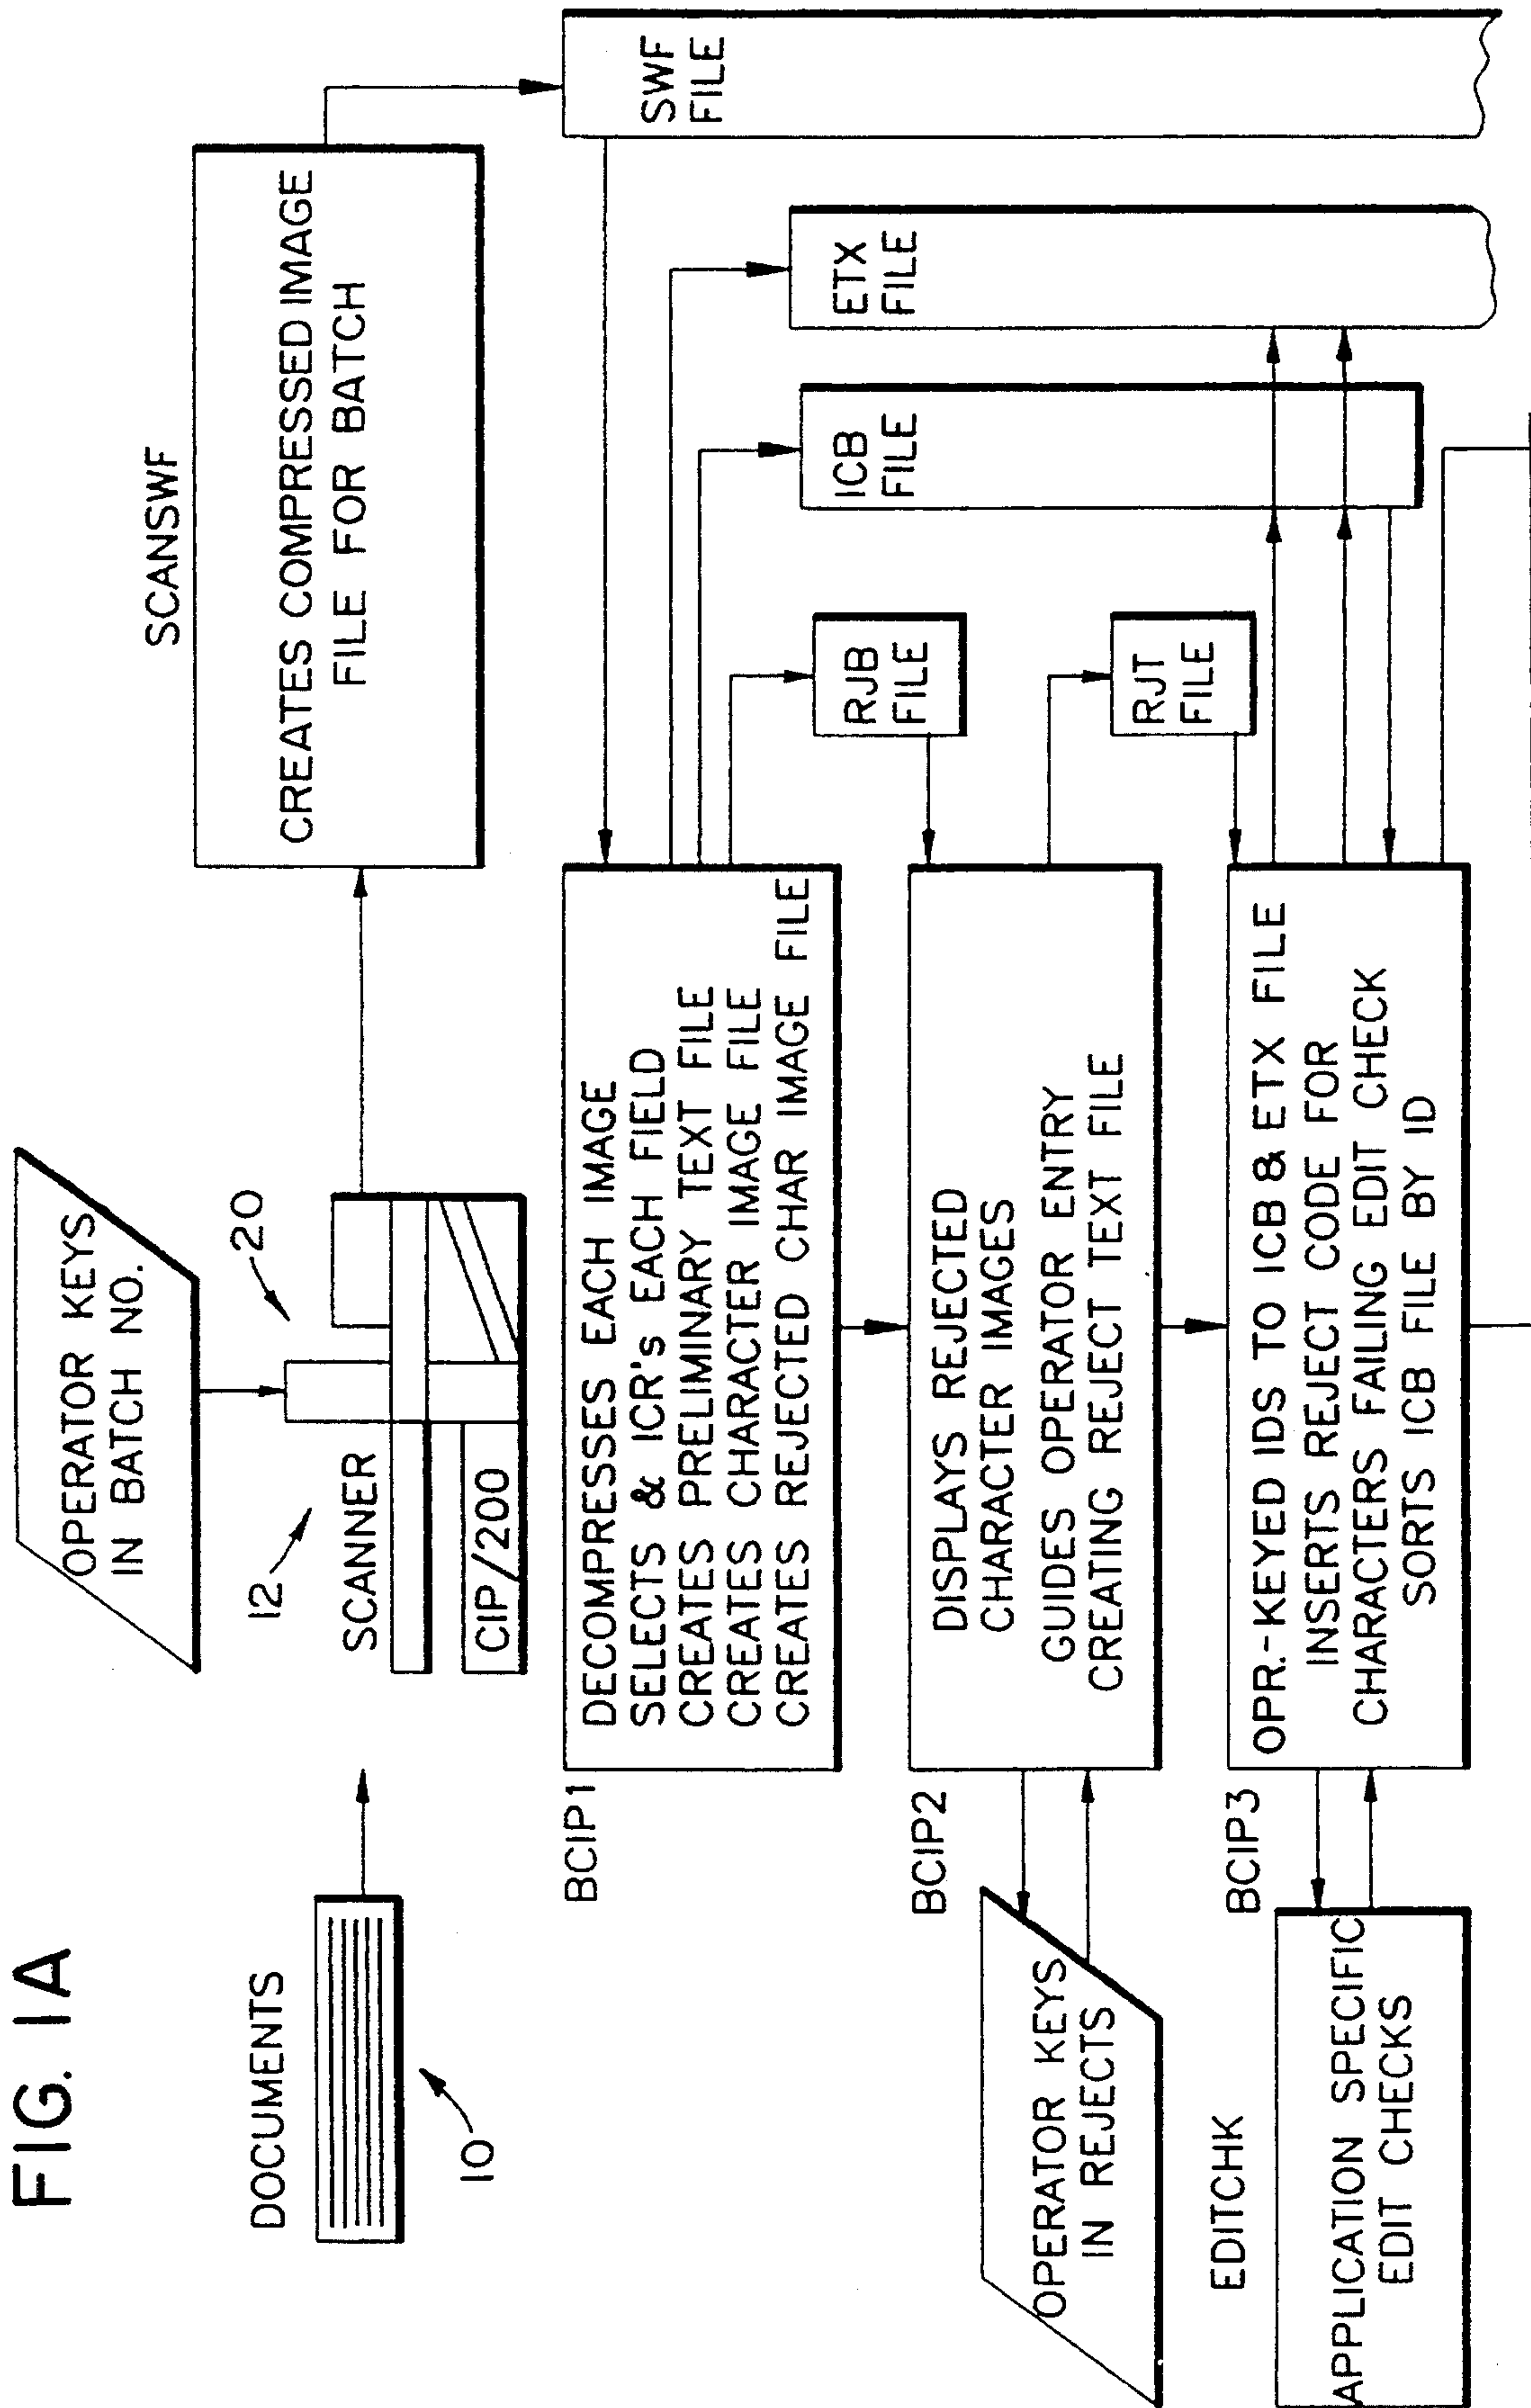 FIG. 1A
OPERATOR KEYS
IN BATCH NO.
SCANSWF
CREATES COMPRESSED IMAGE
FILE FOR BATCH
DOCUMENTS
10
12
20
SCANNER
CIP/200
SWF
FILE
BCIP1
DECOMPRESSES EACH IMAGE
SELECTS & ICR's EACH FIELD
CREATES PRELIMINARY TEXT FILE
CREATES CHARACTER IMAGE FILE
CREATES REJECTED CHAR IMAGE FILE
ETX
FILE
ICB
FILE
RJB
FILE
BCIP2
DISPLAYS REJECTED
CHARACTER IMAGES
GUIDES OPERATOR ENTRY
CREATING REJECT TEXT FILE
OPERATOR KEYS
IN REJECTS
RJT
FILE
EDITCHK
APPLICATION SPECIFIC
EDIT CHECKS
BCIP3
OPR.-KEYED IDS TO ICB & ETX FILE
INSERTS REJECT CODE FOR
CHARACTERS FAILING EDIT CHECK
SORTS ICB FILE BY ID